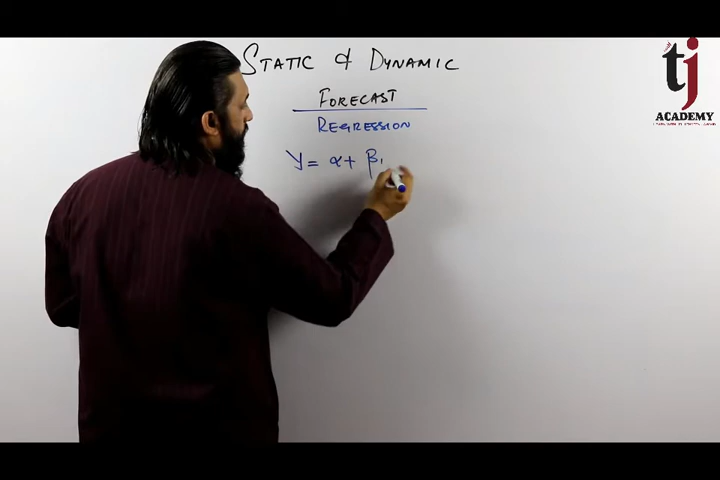 STATIC & DYNAMIC
FORECAST
REGRESSION
Y = α + β1
tj
ACADEMY